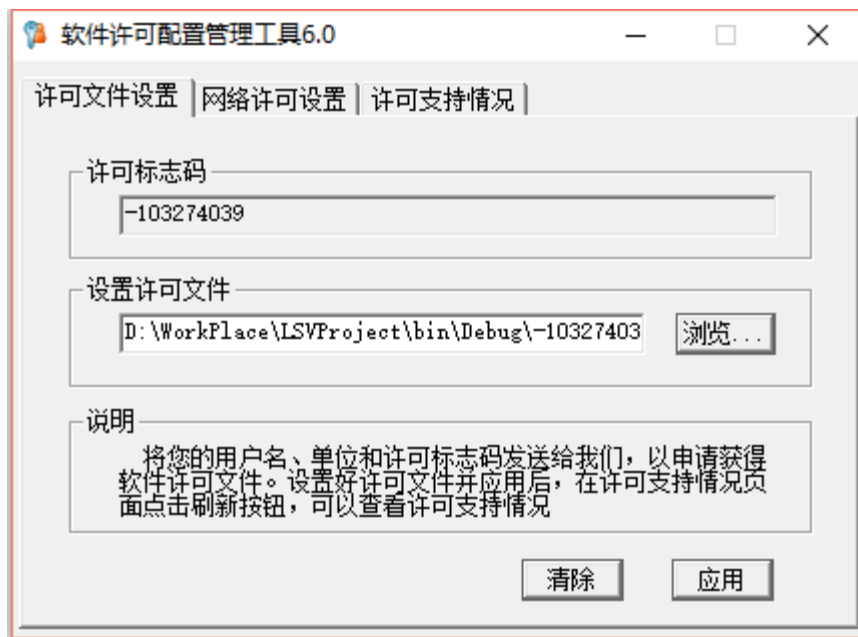 软件许可配置管理工具6.0
许可文件设置 网络许可设置 许可支持情况
许可标志码
-103274039
设置许可文件
D:\WorkPlace\LSVProject\bin\Debug\-10327403 浏览...
说明
将您的用户名、单位和许可标志码发送给我们，以申请获得
软件许可文件。设置好许可文件并应用后，在许可支持情况页
面点击刷新按钮，可以查看许可支持情况
清除 应用